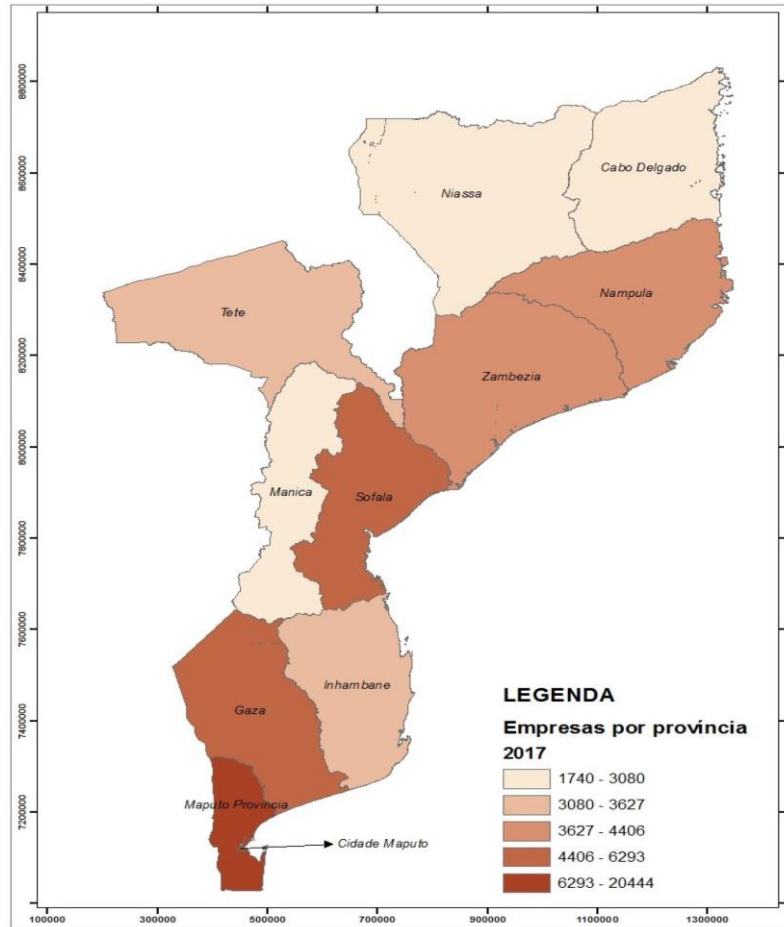 8800000
8600000
8400000
8200000
8000000
7800000
7600000
7400000
7200000
Cabo Delgado
Niassa
Nampula
Tete
Zambezia
Manica
Sofala
Inhambane
Gaza
Maputo Provincia
Cidade Maputo
LEGENDA
Empresas por província
2017
1740 - 3080
3080 - 3627
3627 - 4406
4406 - 6293
6293 - 20444
100000 300000 500000 700000 900000 1100000 1300000